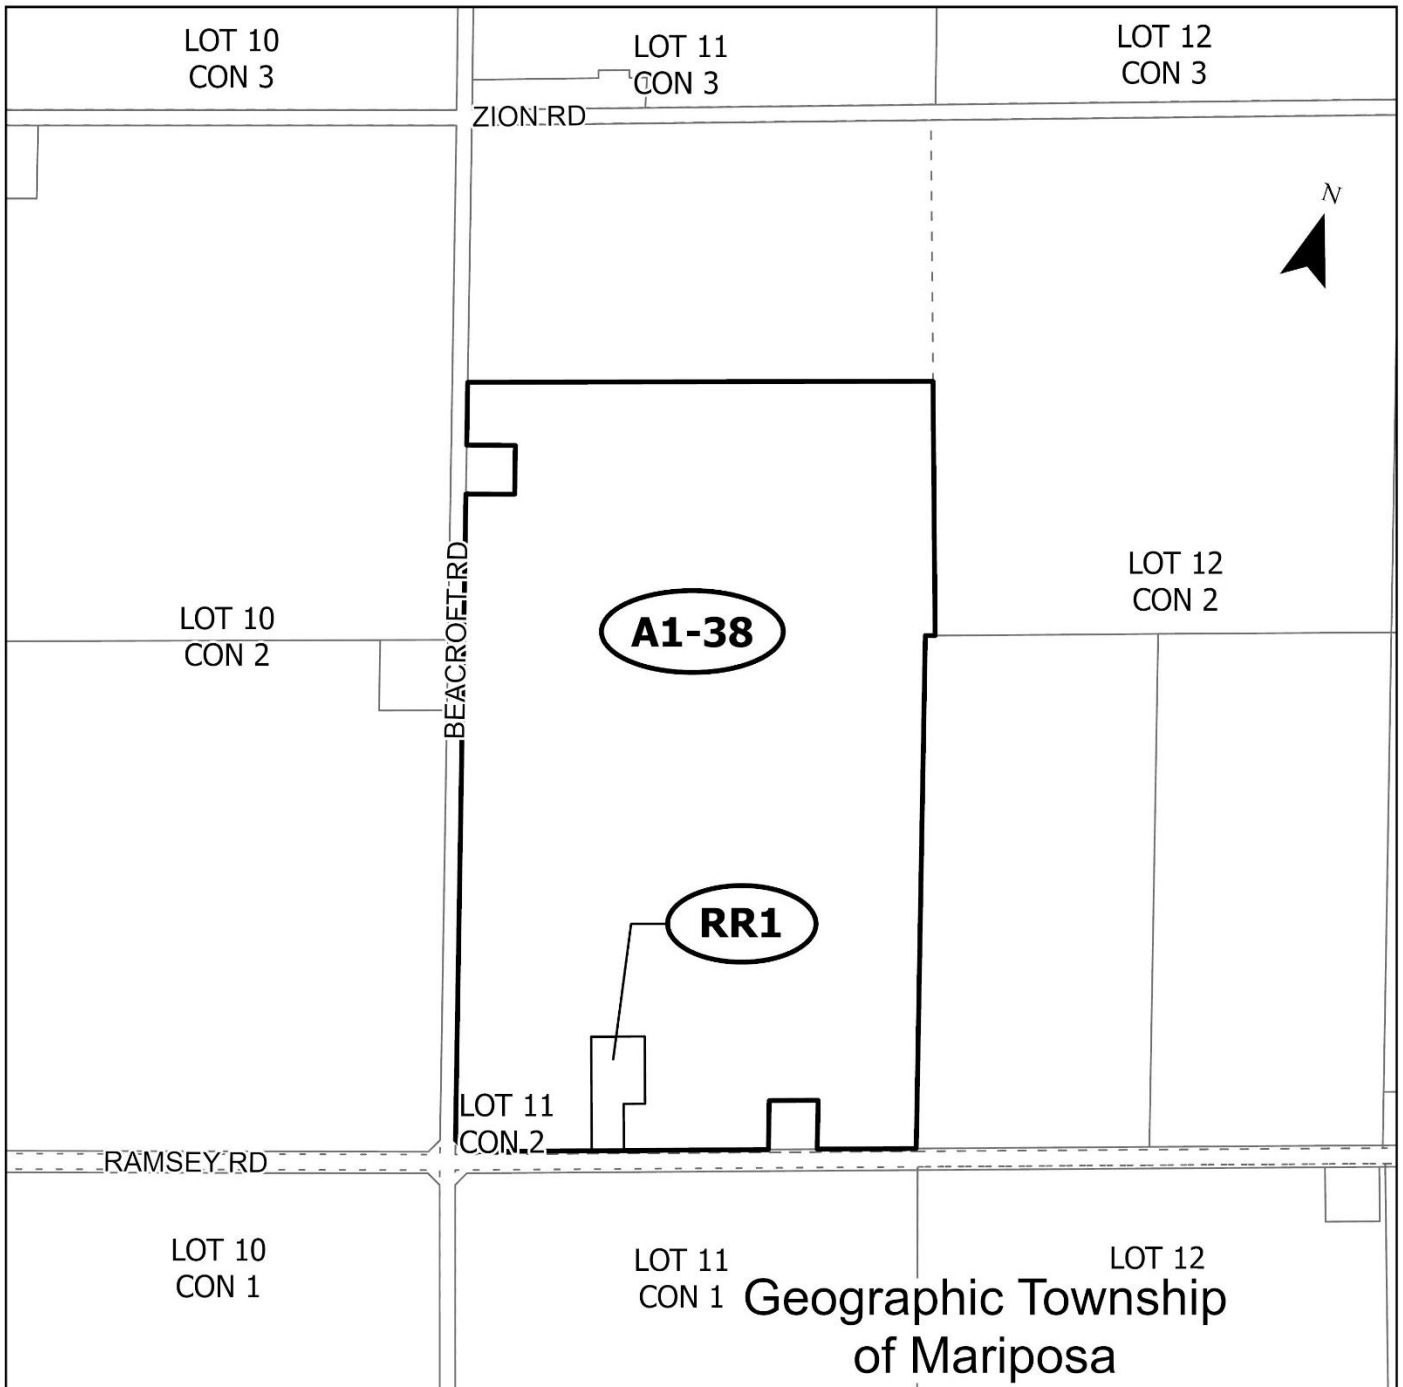 LOT 10
CON 3
LOT 11
CON 3
LOT 12
CON 3
ZION RD
N
LOT 10
CON 2
BEACROFT RD
A1-38
LOT 12
CON 2
RR1
LOT 11
CON 2
RAMSEY RD
LOT 10
CON 1
LOT 11
CON 1
LOT 12
Geographic Township
of Mariposa